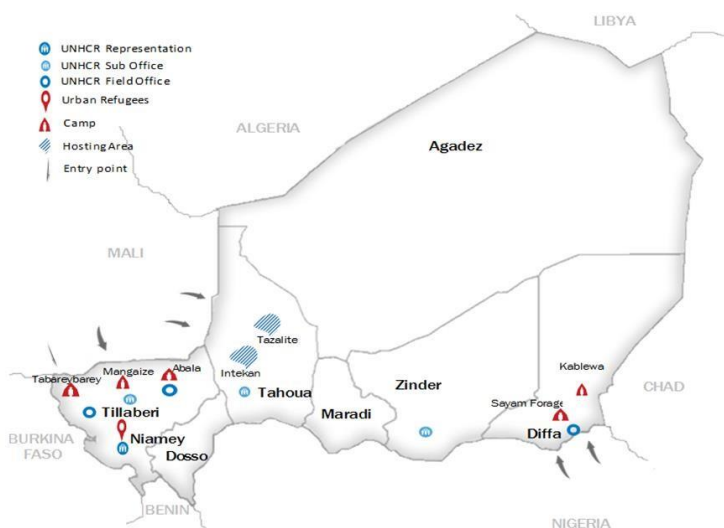 LIBYA
UNHCR Representation
UNHCR Sub Office
UNHCR Field Office
Urban Refugees
Camp
Hosting Area
Entry point
ALGERIA
Agadez
MALI
Tazalite
Intekan
Tabareybarey
Mangaize
Abala
Kablewa
Tahoua
Zinder
CHAD
Maradi
Sayam Forage
Tillaberi
Niamey
Diffa
BURKINA
FASO
Dosso
BENIN
NIGERIA